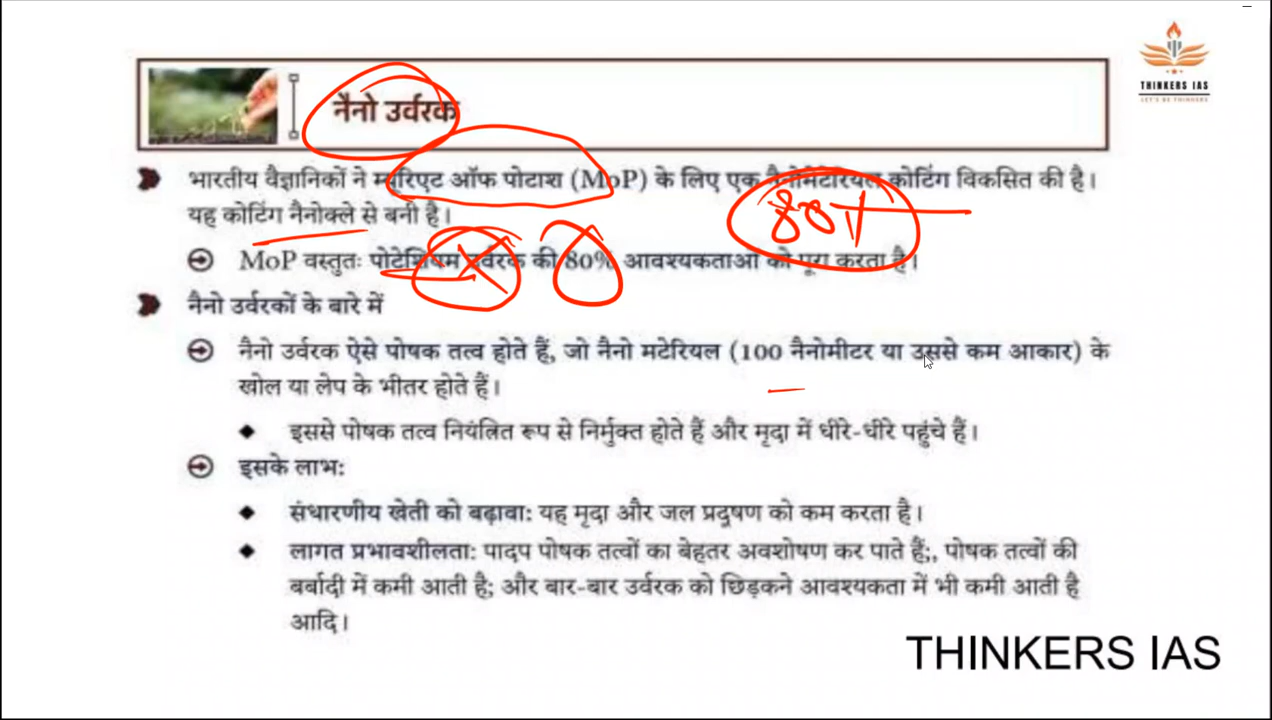 THINKERS IAS
LET'S BE THINKERS
नैनो उर्वरक
भारतीय वैज्ञानिकों ने म्यूरिएट ऑफ पोटाश (MoP) के लिए एक नैनोमैटेरियल कोटिंग विकसित की है।
यह कोटिंग नैनोक्ले से बनी है।
80%
MoP वस्तुतः पोटेशियम उर्वरक की 80% आवश्यकताओं को पूरा करता है।
नैनो उर्वरकों के बारे में
नैनो उर्वरक ऐसे पोषक तत्व होते हैं, जो नैनो मटेरियल (100 नैनोमीटर या उससे कम आकार) के
खोल या लेप के भीतर होते हैं।
इससे पोषक तत्व नियंत्रित रूप से निर्मुक्त होते हैं और मृदा में धीरे-धीरे पहुंचे हैं।
इसके लाभ:
संधारणीय खेती को बढ़ावा: यह मृदा और जल प्रदूषण को कम करता है।
लागत प्रभावशीलता: पादप पोषक तत्वों का बेहतर अवशोषण कर पाते हैं;, पोषक तत्वों की
बर्बादी में कमी आती है; और बार-बार उर्वरक को छिड़कने आवश्यकता में भी कमी आती है
आदि।
THINKERS IAS